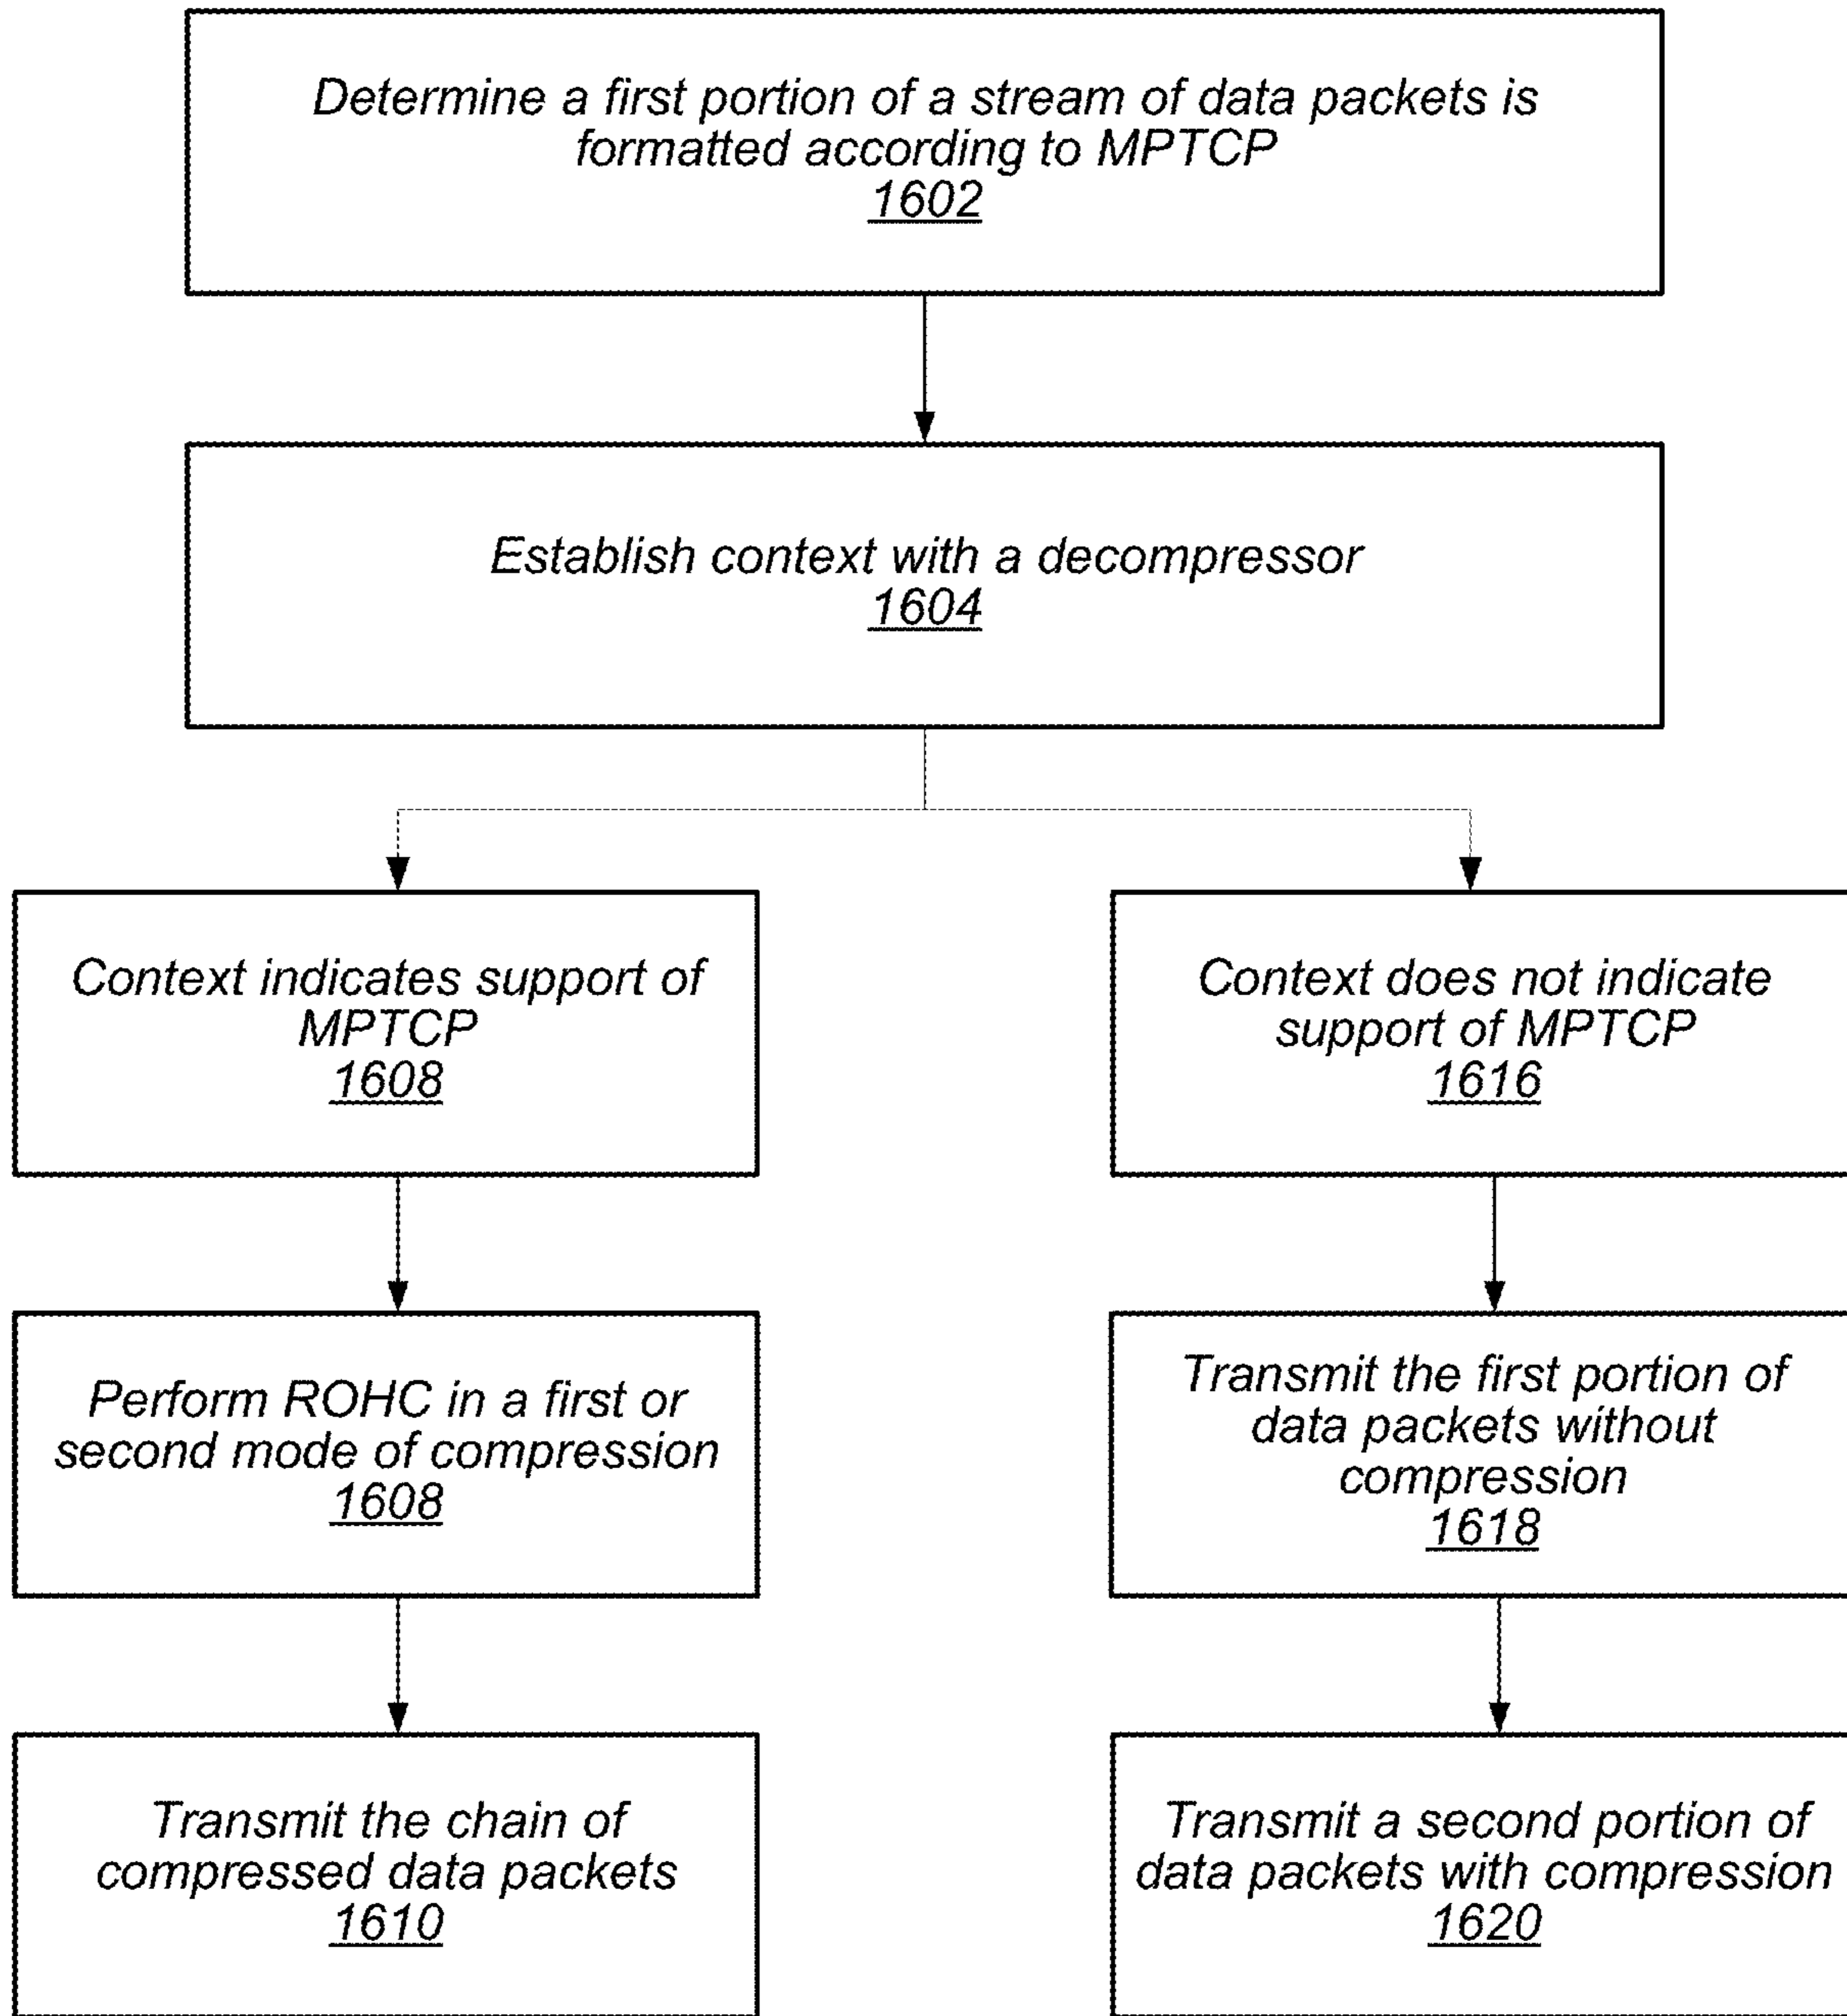 Determine a first portion of a stream of data packets is
formatted according to MPTCP
1602
Establish context with a decompressor
1604
Context indicates support of
MPTCP
1608
Context does not indicate
support of MPTCP
1616
Perform ROHC in a first or
second mode of compression
1608
Transmit the first portion of
data packets without
compression
1618
Transmit the chain of
compressed data packets
1610
Transmit a second portion of
data packets with compression
1620